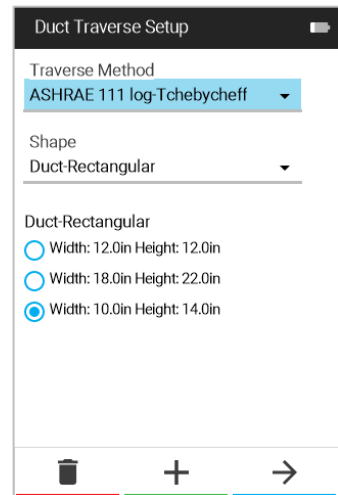 Duct Traverse Setup
Traverse Method
ASHRAE 111 log-Tchebycheff
Shape
Duct-Rectangular
Duct-Rectangular
Width: 12.0in Height: 12.0in
Width: 18.0in Height: 22.0in
Width: 10.0in Height: 14.0in